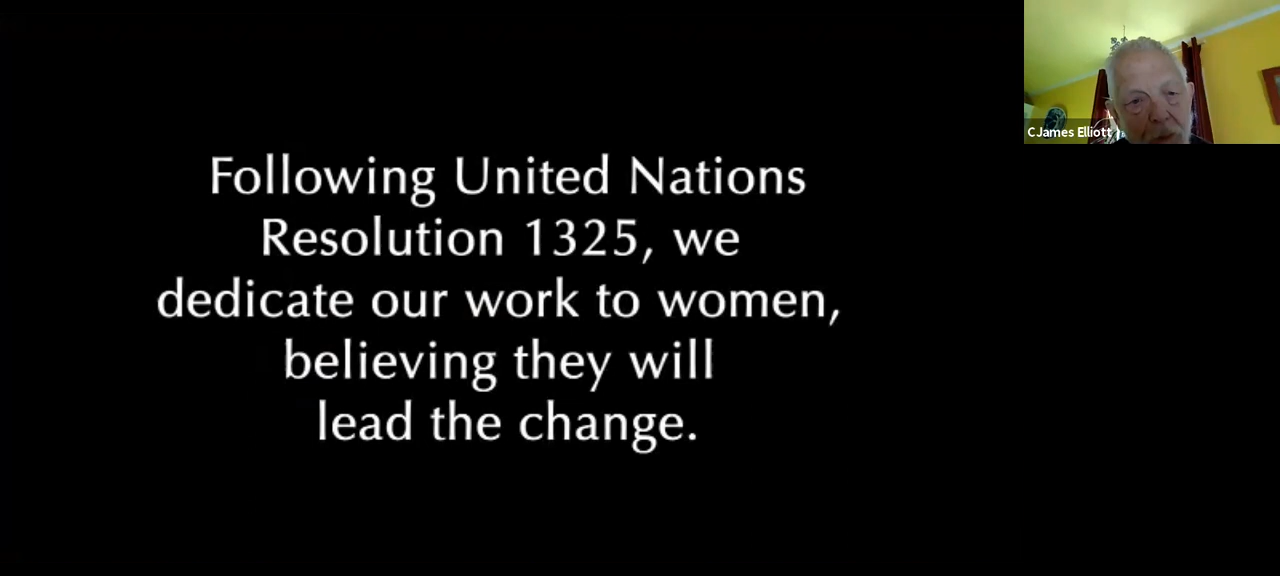 Following United Nations
Resolution 1325, we
dedicate our work to women,
believing they will
lead the change.
CJames Elliott